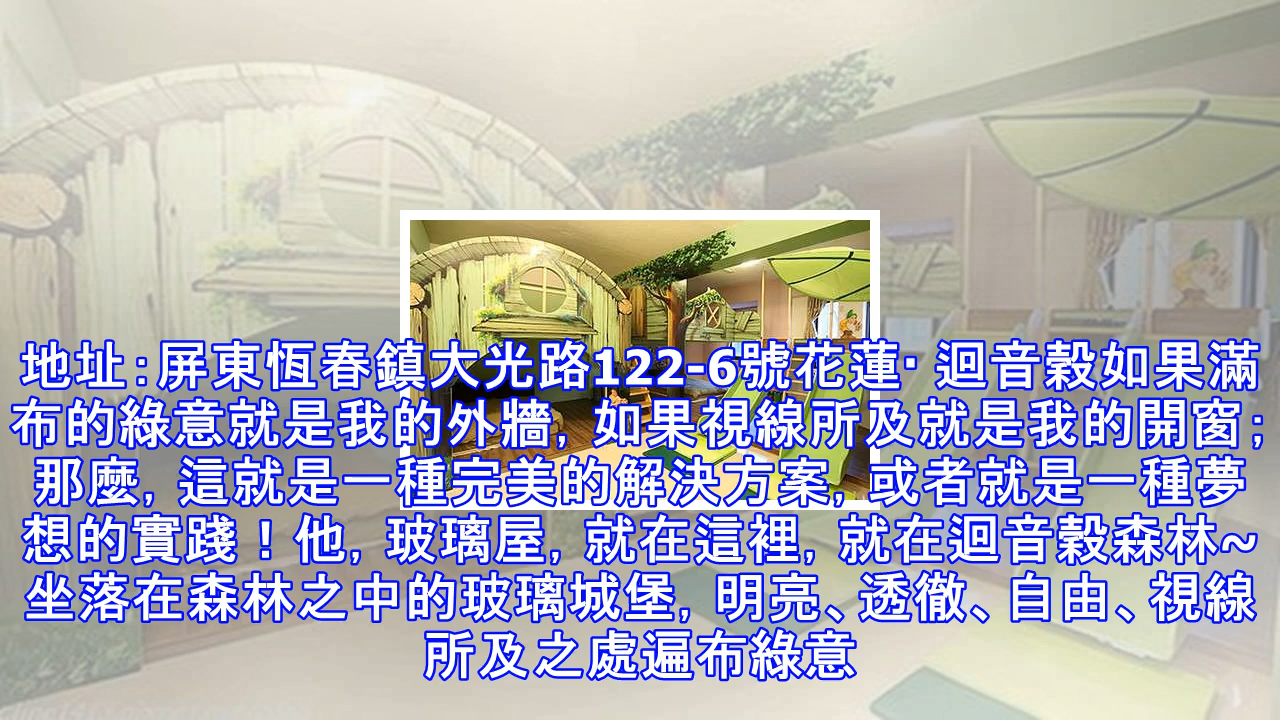 地址:屏東恆春鎮大光路122-6號花蓮· 迴音穀如果滿
布的綠意就是我的外牆, 如果視線所及就是我的開窗;
那麼, 這就是一種完美的解決方案, 或者就是一種夢
想的實踐！他, 玻璃屋, 就在這裡, 就在迴音穀森林~
坐落在森林之中的玻璃城堡, 明亮、透徹、自由、視線
所及之處遍布綠意